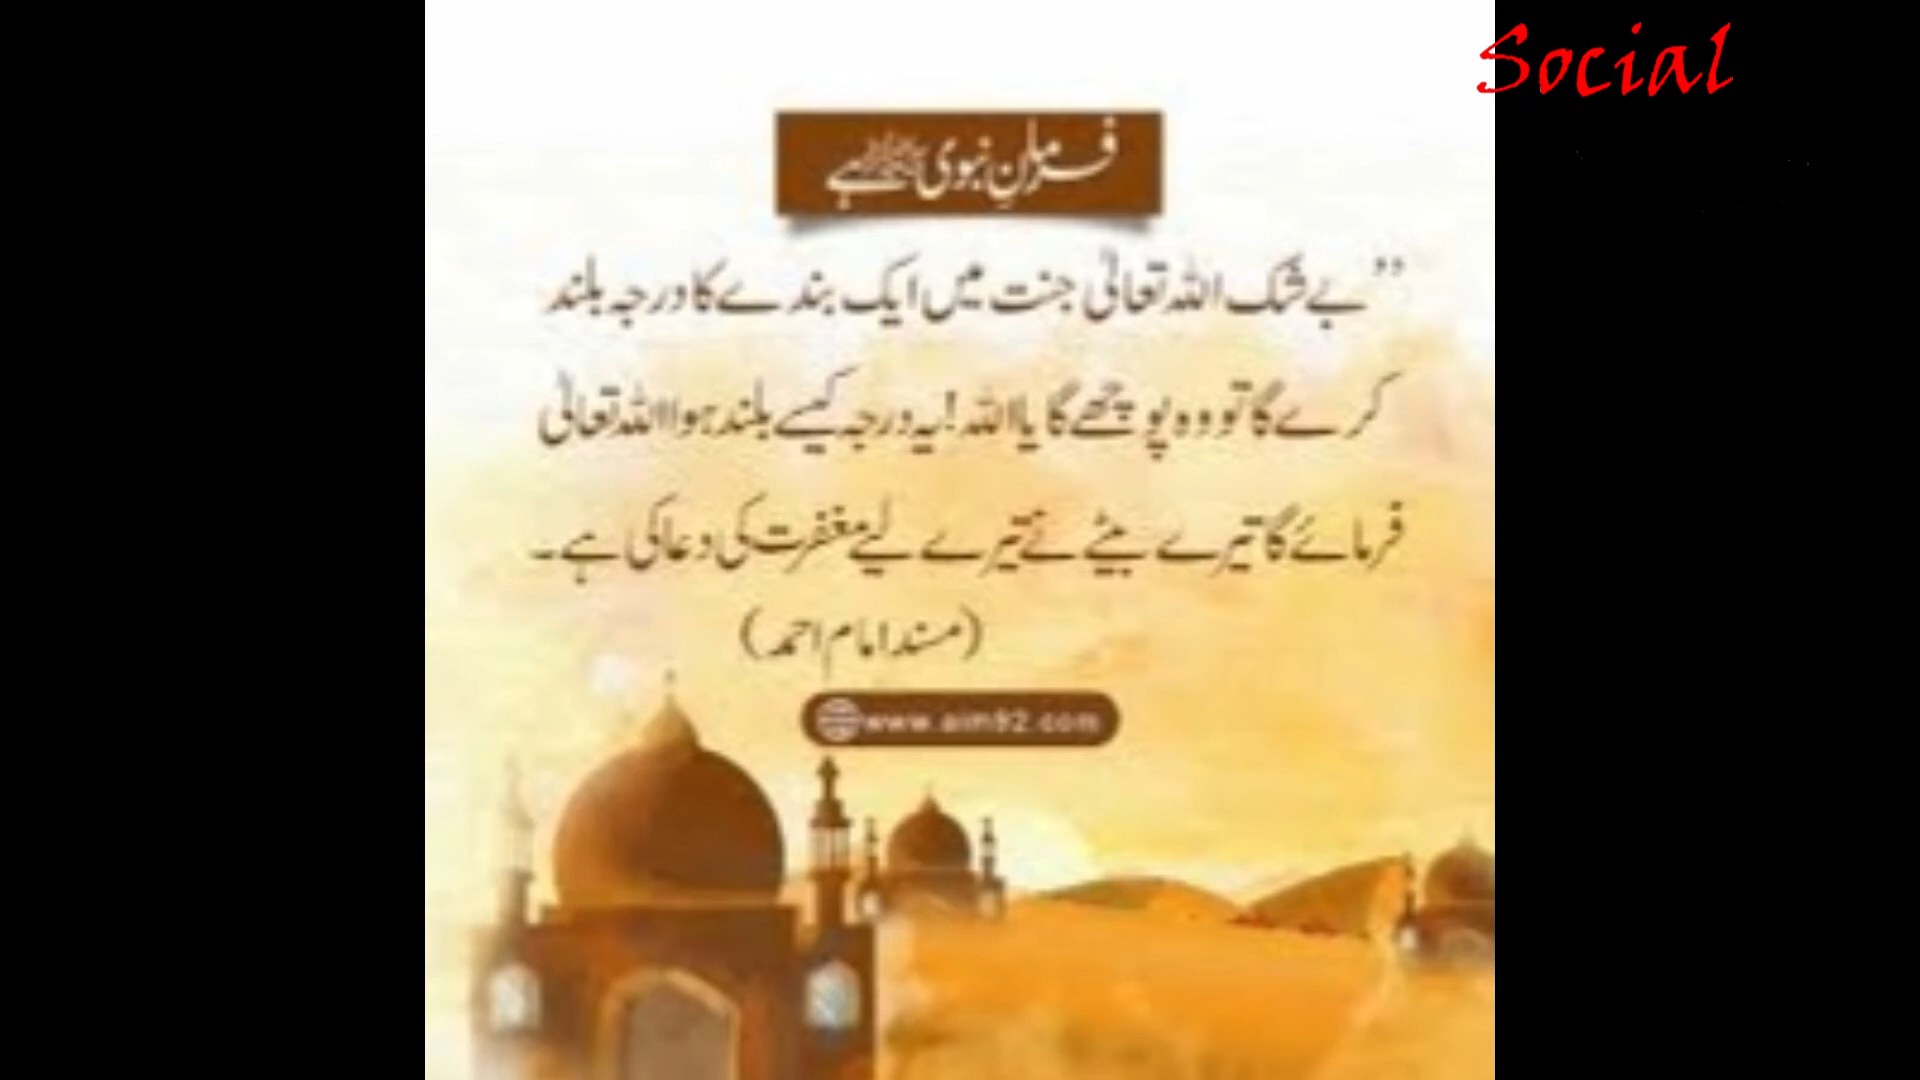 Social
فرمانِ نبوی ﷺ ہے
”بے شک اللہ تعالیٰ جنت میں ایک بندے کا درجہ بلند
کرے گا تو وہ پوچھے گا یا اللہ! یہ درجہ کیسے بلند ہوا اللہ تعالیٰ
فرمائے گا تیرے بیٹے نے تیرے لیے مغفرت کی دعا کی ہے۔
(مسند امام احمد)
www.aim92.com